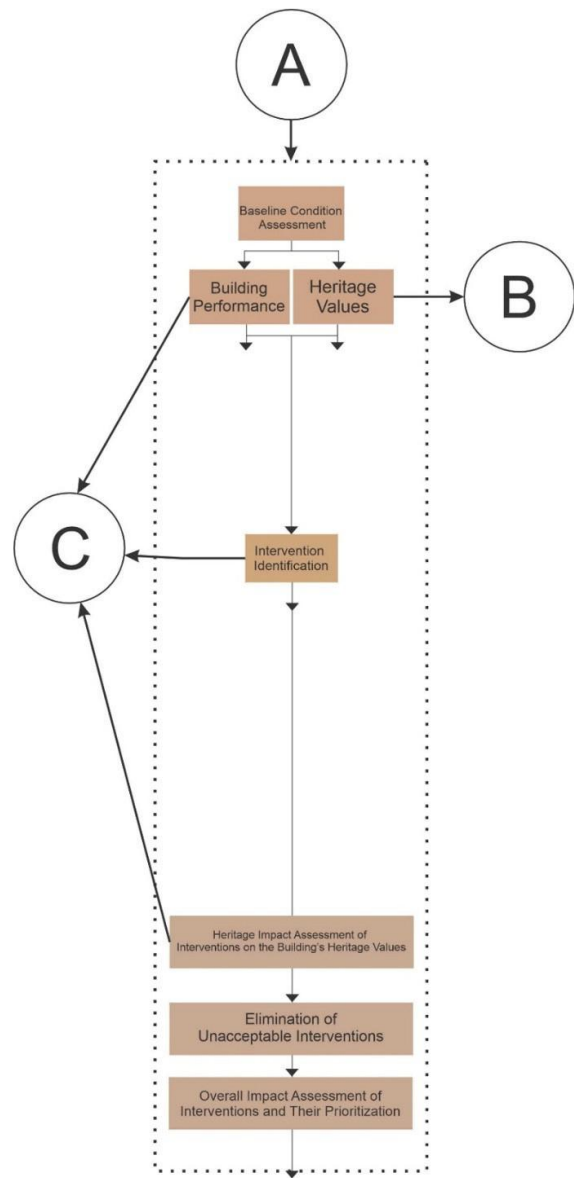 A
Baseline Condition
Assessment
Building
Performance
Heritage
Values
B
C
Intervention
Identification
Heritage Impact Assessment of
Interventions on the Building's Heritage Values
Elimination of
Unacceptable Interventions
Overall Impact Assessment of
Interventions and Their Prioritization